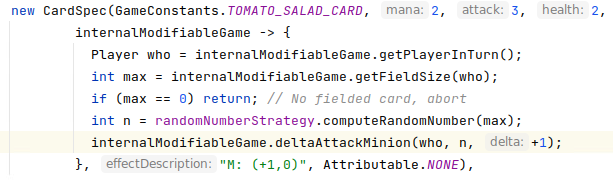 new CardSpec(GameConstants.TOMATO_SALAD_CARD, mana: 2, attack: 3, health: 2,
internalModifiableGame -> {
Player who = internalModifiableGame.getPlayerInTurn();
int max = internalModifiableGame.getFieldSize(who);
if (max == 0) return; // No fielded card, abort
int n = randomNumberStrategy.computeRandomNumber(max);
internalModifiableGame.deltaAttackMinion(who, n, delta: +1);
}, effectDescription: "M: (+1,0)", Attributable.NONE),